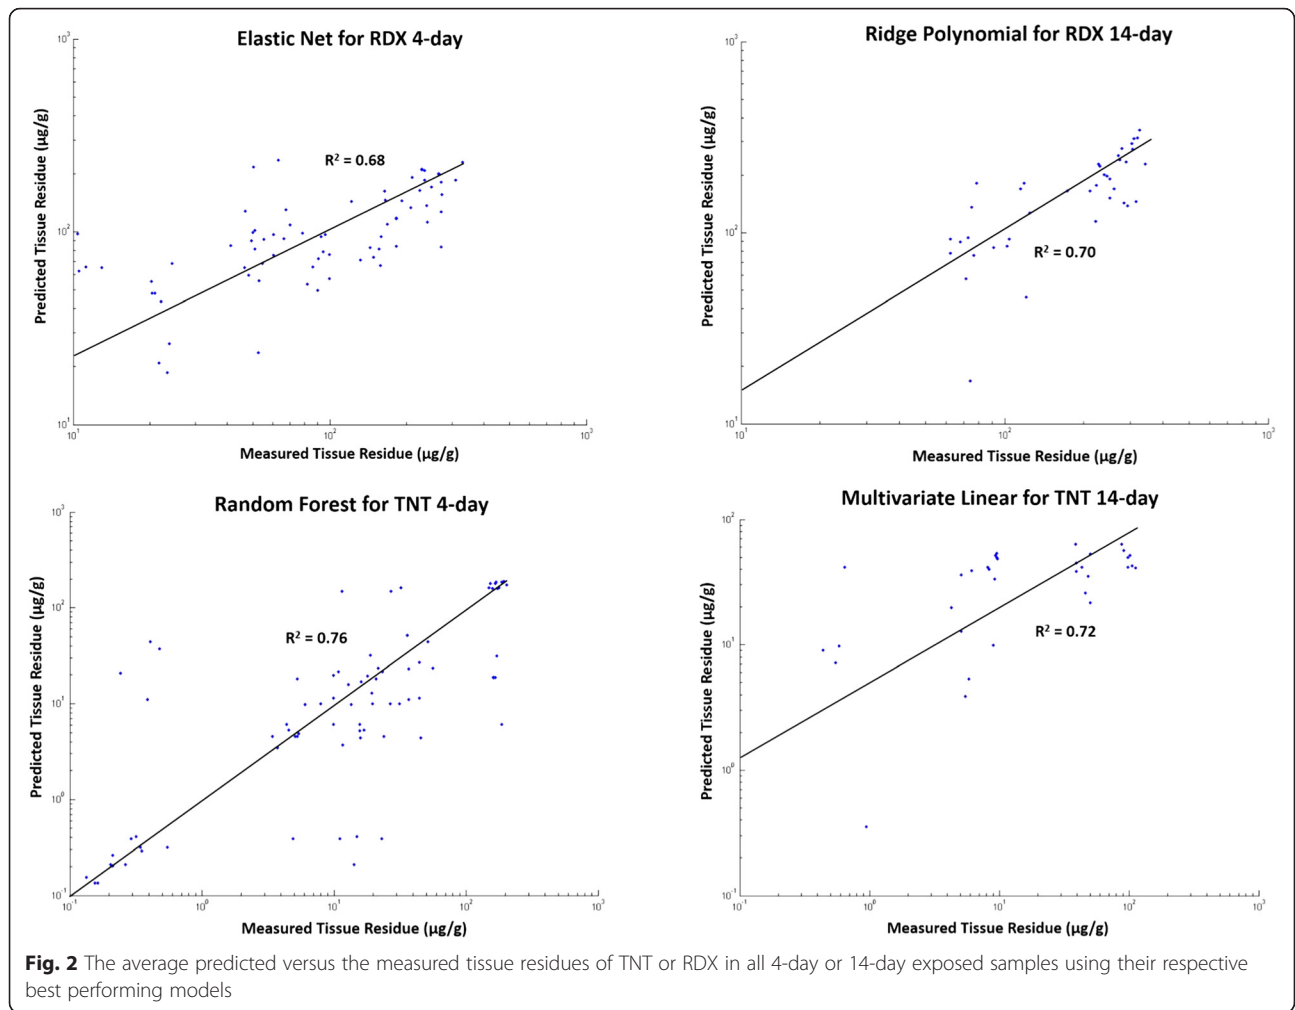 Elastic Net for RDX 4-day
10³
10²
10¹
Predicted Tissue Residue (µg/g)
R² = 0.68
10¹
10²
10³
Measured Tissue Residue (µg/g)
Ridge Polynomial for RDX 14-day
10³
10²
10¹
Predicted Tissue Residue (µg/g)
R² = 0.70
10¹
10²
10³
Measured Tissue Residue (µg/g)
Random Forest for TNT 4-day
10³
10²
10¹
10⁰
10⁻¹
Predicted Tissue Residue (µg/g)
R² = 0.76
10⁻¹
10⁰
10¹
10²
10³
Measured Tissue Residue (µg/g)
Multivariate Linear for TNT 14-day
10²
10¹
10⁰
10⁻¹
Predicted Tissue Residue (µg/g)
R² = 0.72
10⁻¹
10⁰
10¹
10²
10³
Measured Tissue Residue (µg/g)
Fig. 2 The average predicted versus the measured tissue residues of TNT or RDX in all 4-day or 14-day exposed samples using their respective
best performing models